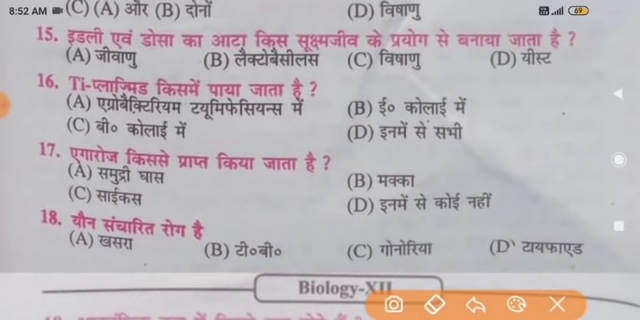 8:52 AM
69
(C) (A) और (B) दोनों (D) विषाणु
15. इडली एवं डोसा का आटा किस सूक्ष्मजीव के प्रयोग से बनाया जाता है ?
(A) जीवाणु (B) लैक्टोबैसीलस (C) विषाणु (D) यीस्ट
16. Ti-प्लाज्मिड किसमें पाया जाता है ?
(A) एग्रोबैक्टिरियम टयूमिफेसियन्स में (B) ई० कोलाई में
(C) बी० कोलाई में (D) इनमें से सभी
17. एगारोज किससे प्राप्त किया जाता है ?
(A) समुद्री घास (B) मक्का
(C) साईकस (D) इनमें से कोई नहीं
18. यौन संचारित रोग है
(A) खसरा (B) टी०बी० (C) गोनोरिया (D) टायफाएड
Biology-XII